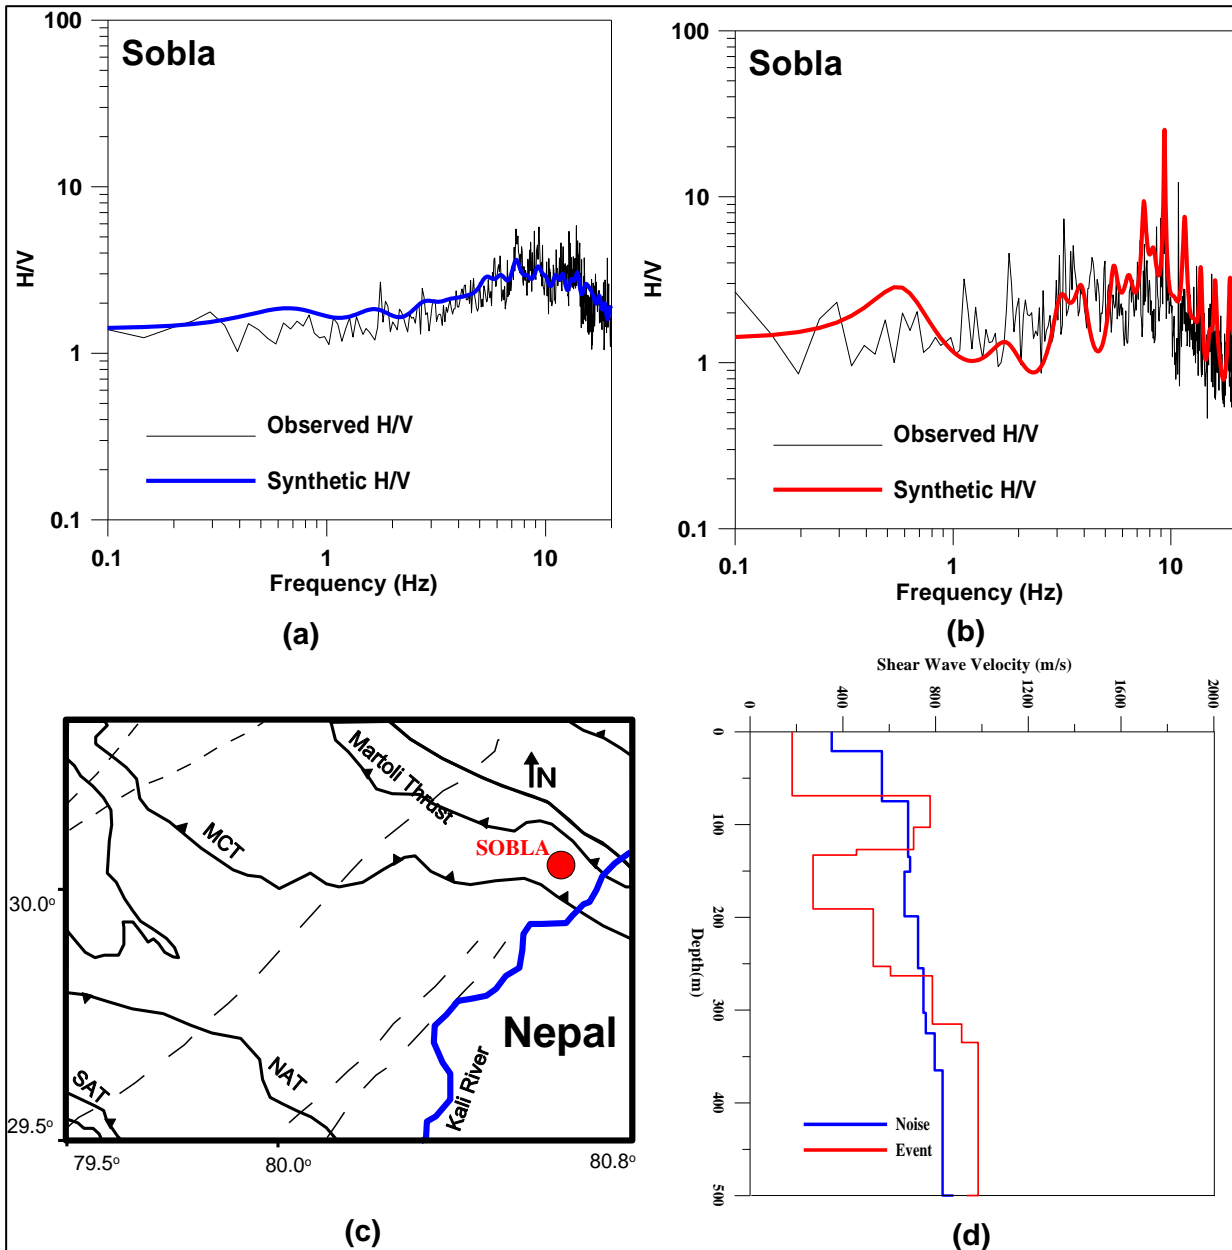 100
10
1
0.1
H/V
Sobla
Observed H/V
Synthetic H/V
0.1
1
10
Frequency (Hz)
(a)
100
10
1
0.1
H/V
Sobla
Observed H/V
Synthetic H/V
0.1
1
10
Frequency (Hz)
(b)
Martoli Thrust
N
MCT
SOBLA
30.0°
Nepal
NAT
SAT
Kali River
29.5°
79.5°
80.0°
80.8°
(c)
Shear Wave Velocity (m/s)
0
400
800
1200
1600
2000
0
100
200
300
400
500
Depth(m)
Noise
Event
(d)